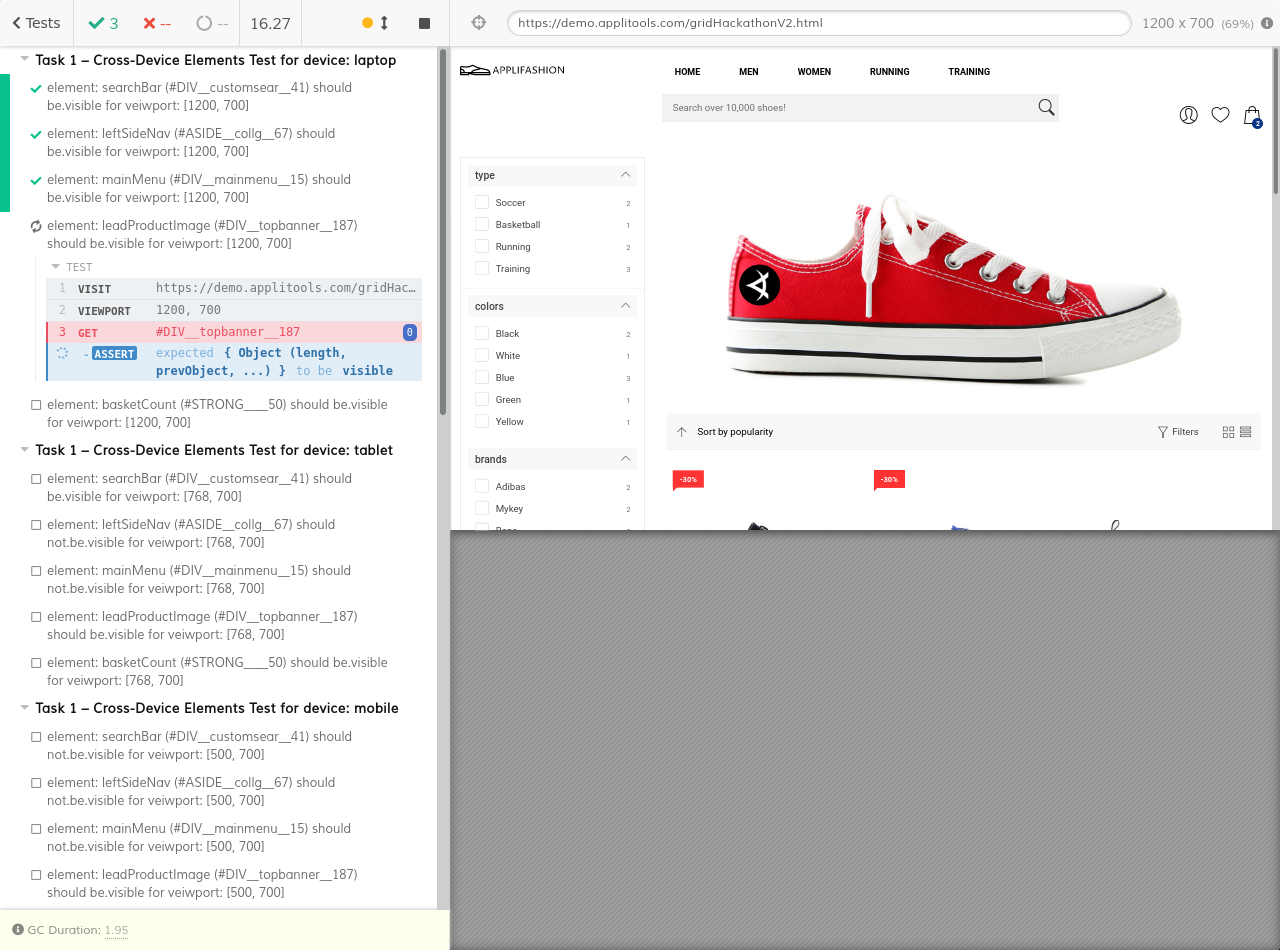 Tests
3
--
--
16.27
https://demo.applitools.com/gridHackathonV2.html
1200 x 700 (69%)
Task 1 – Cross-Device Elements Test for device: laptop
element: searchBar (#DIV__customsear__41) should
be.visible for veiwport: [1200, 700]
element: leftSideNav (#ASIDE__collg__67) should
be.visible for veiwport: [1200, 700]
element: mainMenu (#DIV__mainmenu__15) should
be.visible for veiwport: [1200, 700]
element: leadProductImage (#DIV__topbanner__187)
should be.visible for veiwport: [1200, 700]
TEST
1 VISIT https://demo.applitools.com/gridHac…
2 VIEWPORT 1200, 700
3 GET #DIV__topbanner__187 0
-ASSERT expected { Object (length,
prevObject, ...) } to be visible
element: basketCount (#STRONG____50) should be.visible
for veiwport: [1200, 700]
Task 1 – Cross-Device Elements Test for device: tablet
element: searchBar (#DIV__customsear__41) should
be.visible for veiwport: [768, 700]
element: leftSideNav (#ASIDE__collg__67) should
not.be.visible for veiwport: [768, 700]
element: mainMenu (#DIV__mainmenu__15) should
not.be.visible for veiwport: [768, 700]
element: leadProductImage (#DIV__topbanner__187)
should be.visible for veiwport: [768, 700]
element: basketCount (#STRONG____50) should be.visible
for veiwport: [768, 700]
Task 1 – Cross-Device Elements Test for device: mobile
element: searchBar (#DIV__customsear__41) should
not.be.visible for veiwport: [500, 700]
element: leftSideNav (#ASIDE__collg__67) should
not.be.visible for veiwport: [500, 700]
element: mainMenu (#DIV__mainmenu__15) should
not.be.visible for veiwport: [500, 700]
element: leadProductImage (#DIV__topbanner__187)
should be.visible for veiwport: [500, 700]
GC Duration: 1.95
APPLIFASHION
HOME MEN WOMEN RUNNING TRAINING
Search over 10,000 shoes!
2
type
Soccer 2
Basketball 1
Running 2
Training 3
colors
Black 2
White 1
Blue 3
Green 1
Yellow 1
brands
Adibas 2
Mykey 2
Sort by popularity
Filters
-30%
-30%